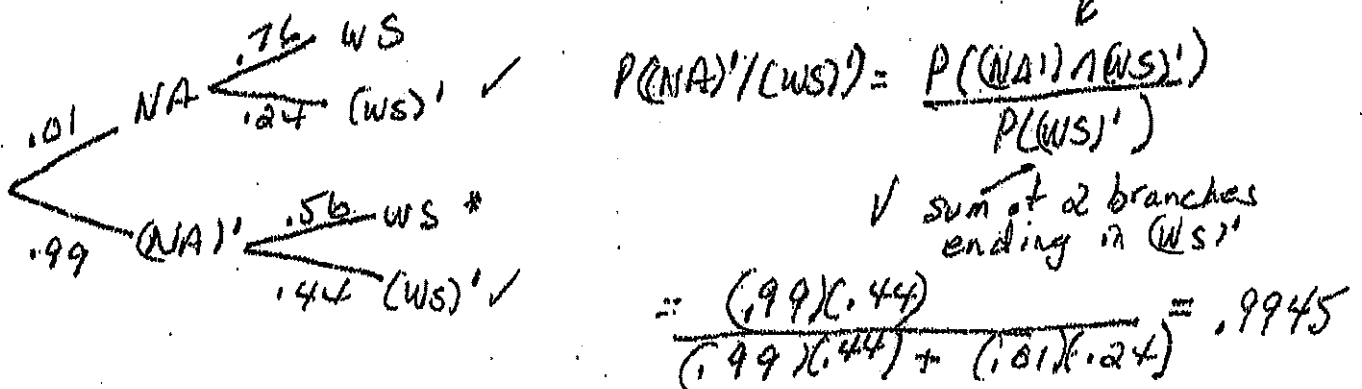 .76 WS
.01 NA .24 (WS)' ✓
.99 (NA)' .56 WS *
.44 (WS)' ✓
P((NA)'/(WS)') = P((NA)')∩(WS)') / P((WS)')
✓ sum of 2 branches
ending in (WS)'
= (.99)(.44) / (.99)(.44) + (.01)(.24) = .9945